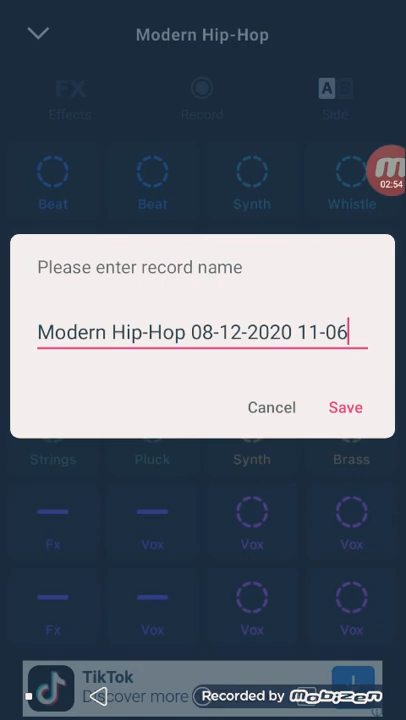 Modern Hip-Hop
FX A
Effects Record Side
02:54
Beat Beat Synth Whistle
Please enter record name
Modern Hip-Hop 08-12-2020 11-06
Cancel Save
Strings Pluck Synth Brass
Fx Vox Vox Vox
Fx Vox Vox Vox
TikTok
Discover more
Recorded by Mobizen